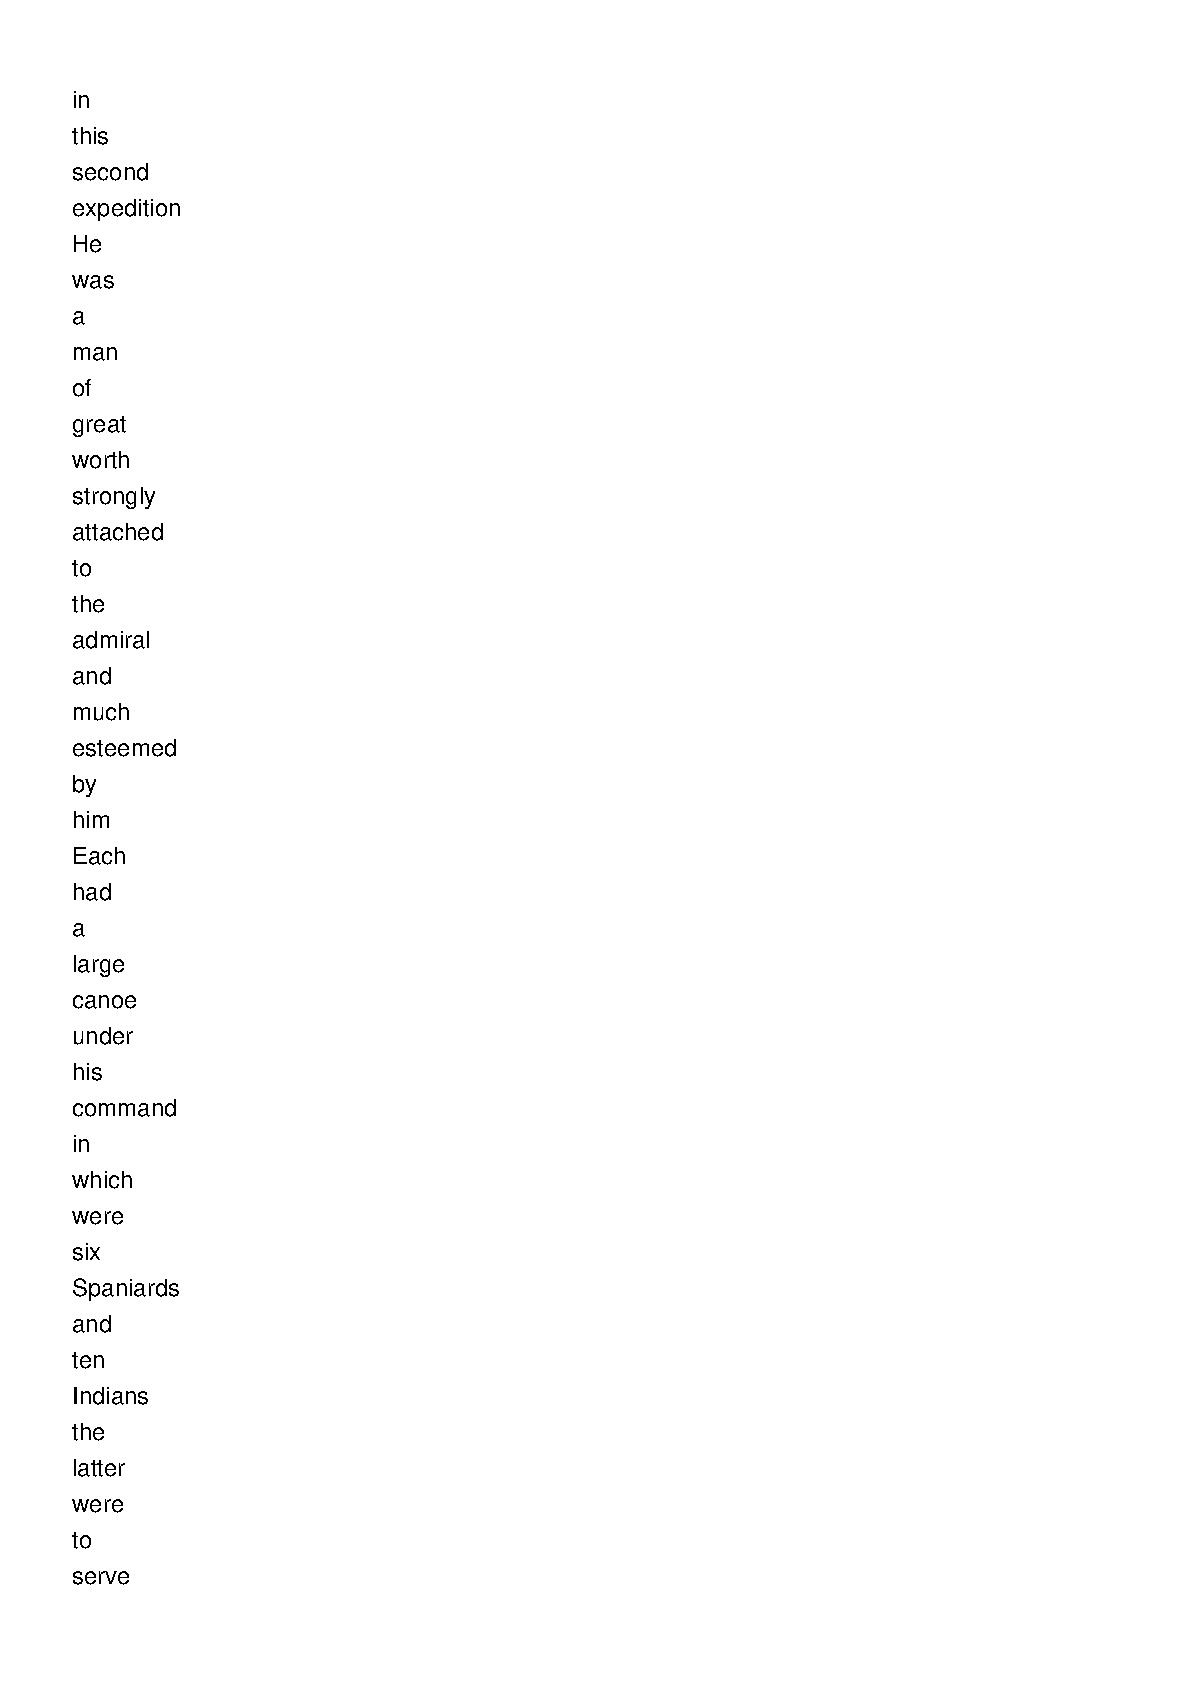 in
this
second
expedition
He
was
a
man
of
great
worth
strongly
attached
to
the
admiral
and
much
esteemed
by
him
Each
had
a
large
canoe
under
his
command
in
which
were
six
Spaniards
and
ten
Indians
the
latter
were
to
serve